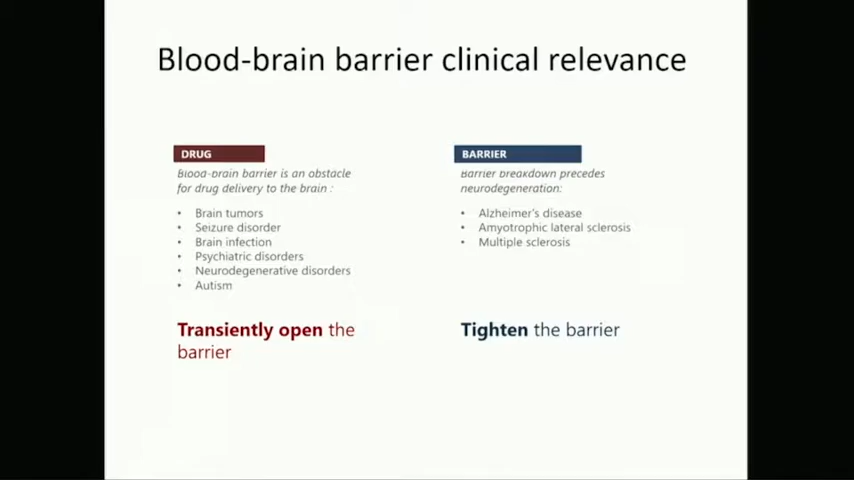 Blood-brain barrier clinical relevance
DRUG
Blood-brain barrier is an obstacle
for drug delivery to the brain :
• Brain tumors
• Seizure disorder
• Brain infection
• Psychiatric disorders
• Neurodegenerative disorders
• Autism
Transiently open the
barrier
BARRIER
Barrier breakdown precedes
neurodegeneration:
• Alzheimer's disease
• Amyotrophic lateral sclerosis
• Multiple sclerosis
Tighten the barrier